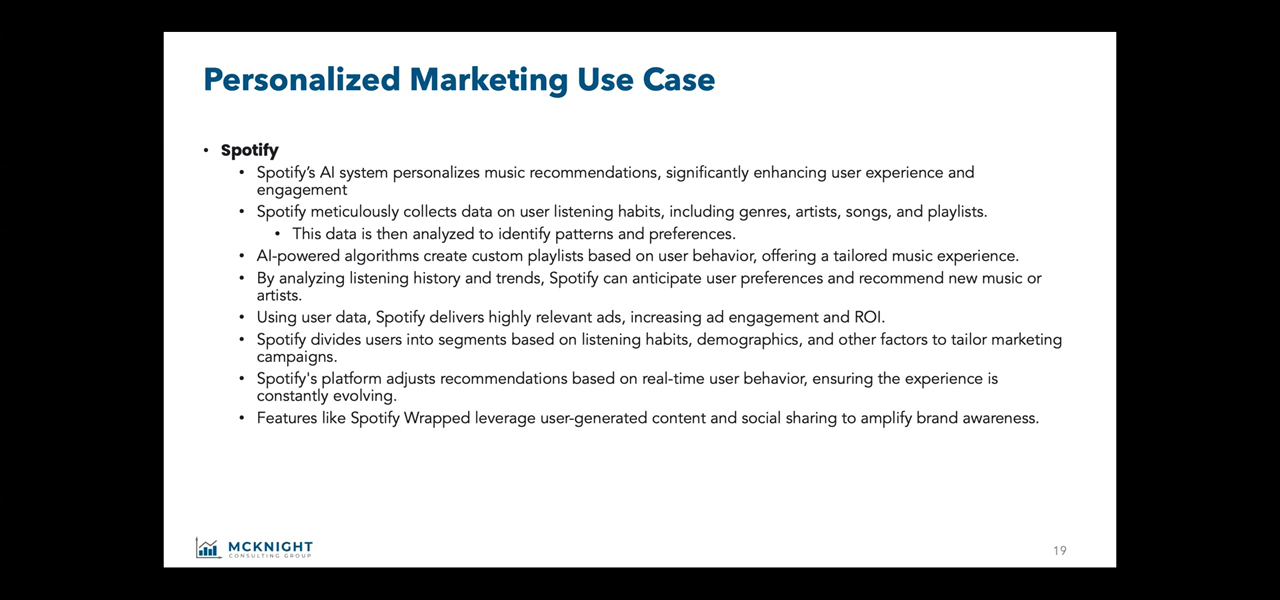 Personalized Marketing Use Case
• Spotify
• Spotify’s AI system personalizes music recommendations, significantly enhancing user experience and
engagement
• Spotify meticulously collects data on user listening habits, including genres, artists, songs, and playlists.
• This data is then analyzed to identify patterns and preferences.
• AI-powered algorithms create custom playlists based on user behavior, offering a tailored music experience.
• By analyzing listening history and trends, Spotify can anticipate user preferences and recommend new music or
artists.
• Using user data, Spotify delivers highly relevant ads, increasing ad engagement and ROI.
• Spotify divides users into segments based on listening habits, demographics, and other factors to tailor marketing
campaigns.
• Spotify's platform adjusts recommendations based on real-time user behavior, ensuring the experience is
constantly evolving.
• Features like Spotify Wrapped leverage user-generated content and social sharing to amplify brand awareness.
MCKNIGHT
CONSULTING GROUP
19